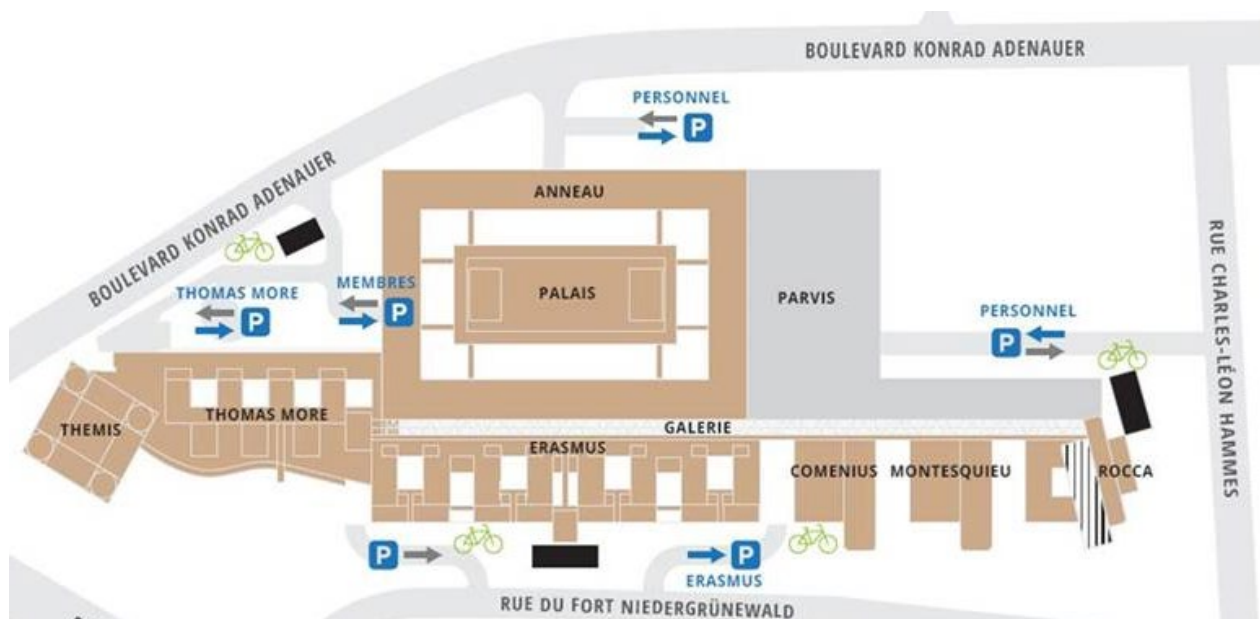 BOULEVARD KONRAD ADENAUER
PERSONNEL
P
BOULEVARD KONRAD ADENAUER
ANNEAU
RUE CHARLES-LÉON HAMMES
THOMAS MORE
P
MEMBRES
P
PALAIS
PARVIS
PERSONNEL
P
THEMIS
THOMAS MORE
GALERIE
ERASMUS
COMENIUS
MONTESQUIEU
ROCCA
P
P
ERASMUS
RUE DU FORT NIEDERGRÜNEWALD